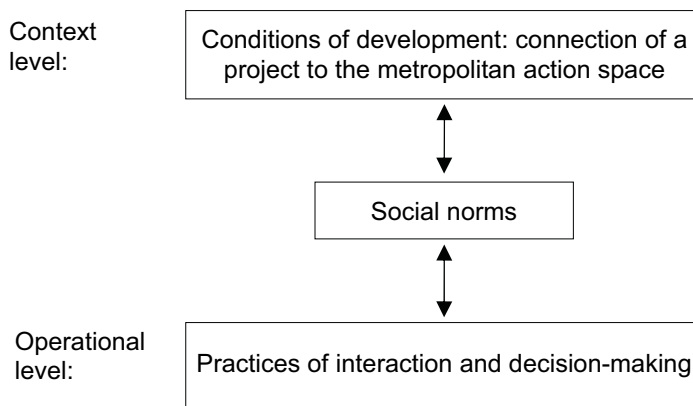 Context
level:
Conditions of development: connection of a
project to the metropolitan action space
Social norms
Operational
level:
Practices of interaction and decision-making